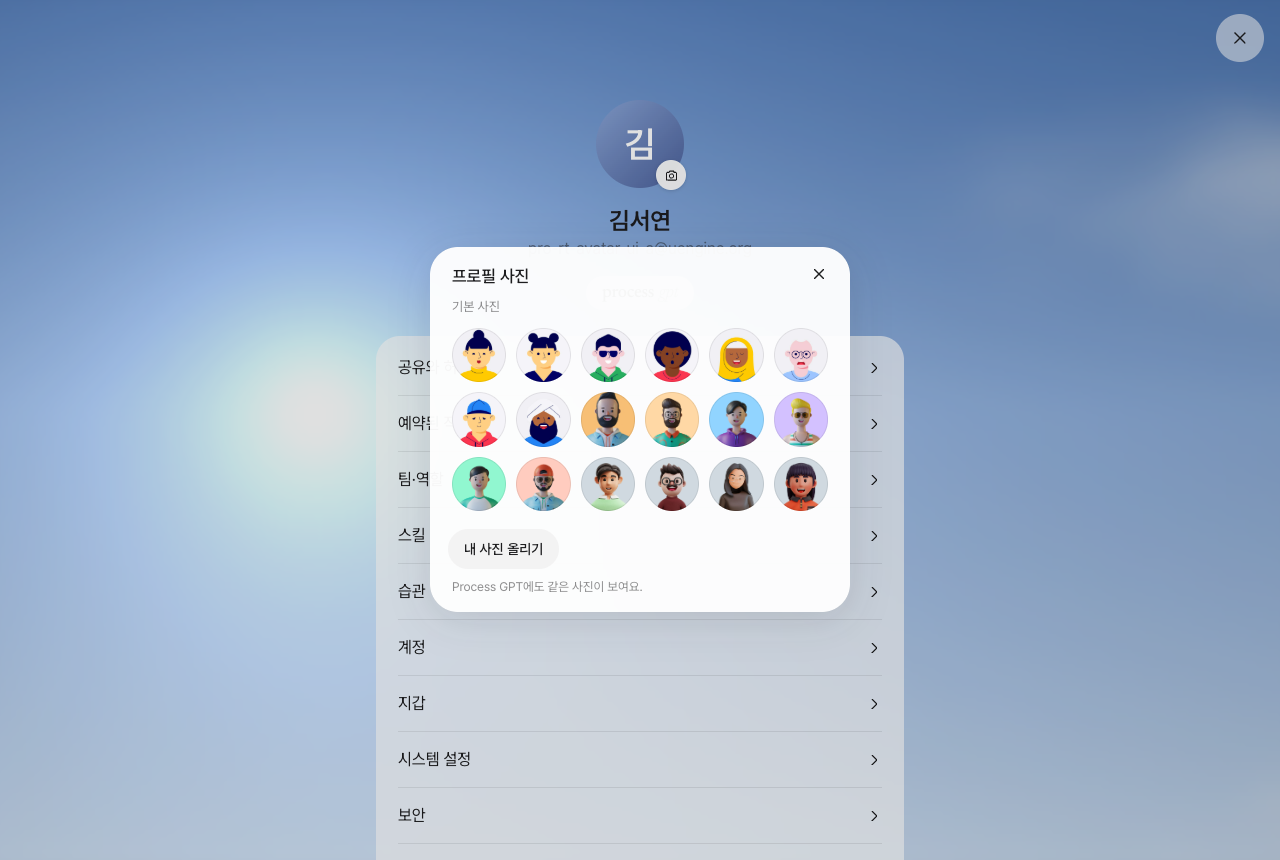 김
김서연
프로필 사진
기본 사진
공유
예약
팀·역
스킬
습관
내 사진 올리기
Process GPT에도 같은 사진이 보여요.
계정
지갑
시스템 설정
보안